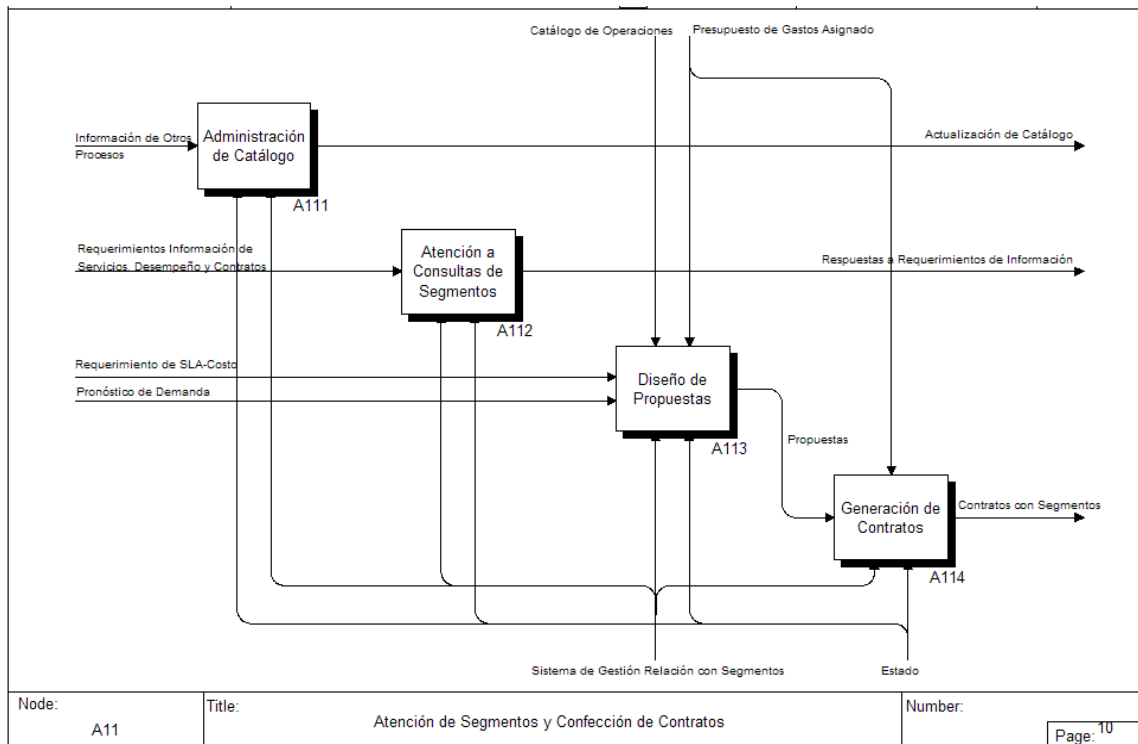 Catálogo de Operaciones
Presupuesto de Gastos Asignado
Información de Otros
Procesos
Administración
de Catálogo
A111
Actualización de Catálogo
Requerimientos Información de
Servicios, Desempeño y Contratos
Atención a
Consultas de
Segmentos
A112
Respuestas a Requerimientos de Información
Requerimiento de SLA-Costo
Pronóstico de Demanda
Diseño de
Propuestas
A113
Propuestas
Generación de
Contratos
A114
Contratos con Segmentos
Sistema de Gestión Relación con Segmentos
Estado
Node:
A11
Title:
Atención de Segmentos y Confección de Contratos
Number:
Page: 10